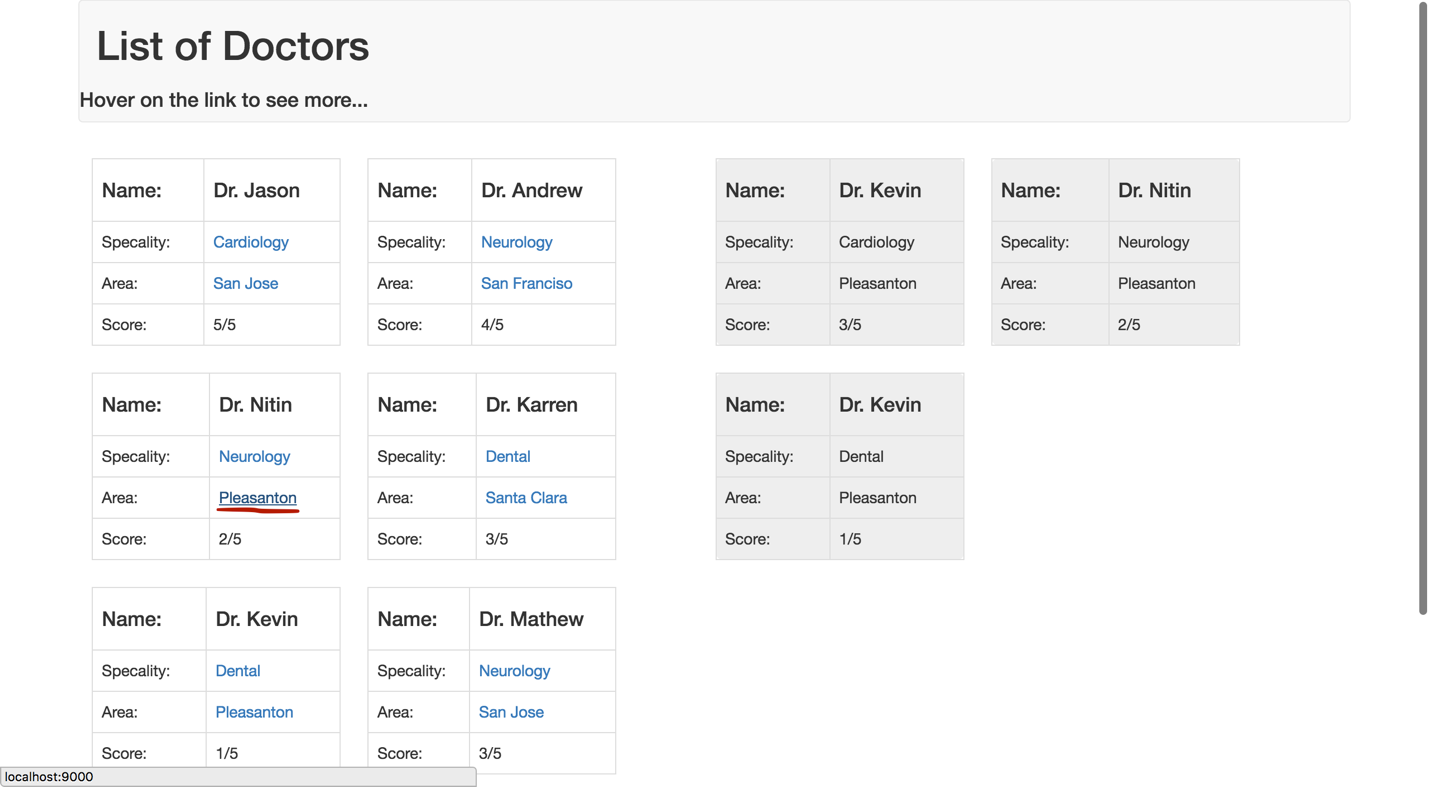 List of Doctors
Hover on the link to see more...
Name: Dr. Jason
Specality: Cardiology
Area: San Jose
Score: 5/5
Name: Dr. Andrew
Specality: Neurology
Area: San Franciso
Score: 4/5
Name: Dr. Kevin
Specality: Cardiology
Area: Pleasanton
Score: 3/5
Name: Dr. Nitin
Specality: Neurology
Area: Pleasanton
Score: 2/5
Name: Dr. Nitin
Specality: Neurology
Area: Pleasanton
Score: 2/5
Name: Dr. Karren
Specality: Dental
Area: Santa Clara
Score: 3/5
Name: Dr. Kevin
Specality: Dental
Area: Pleasanton
Score: 1/5
Name: Dr. Kevin
Specality: Dental
Area: Pleasanton
Score: 1/5
Name: Dr. Mathew
Specality: Neurology
Area: San Jose
Score: 3/5
localhost:9000